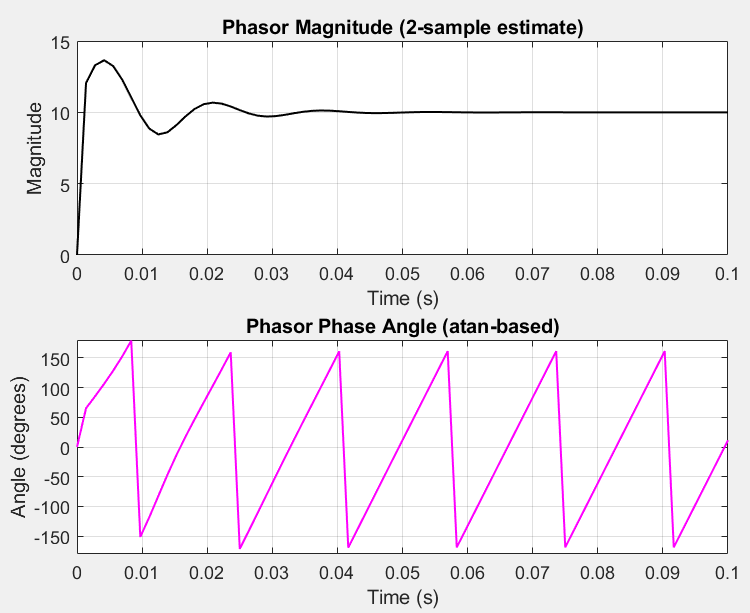 Phasor Magnitude (2-sample estimate)
15
10
5
0
Magnitude
0 0.01 0.02 0.03 0.04 0.05 0.06 0.07 0.08 0.09 0.1
Time (s)
Phasor Phase Angle (atan-based)
150
100
50
0
-50
-100
-150
Angle (degrees)
0 0.01 0.02 0.03 0.04 0.05 0.06 0.07 0.08 0.09 0.1
Time (s)